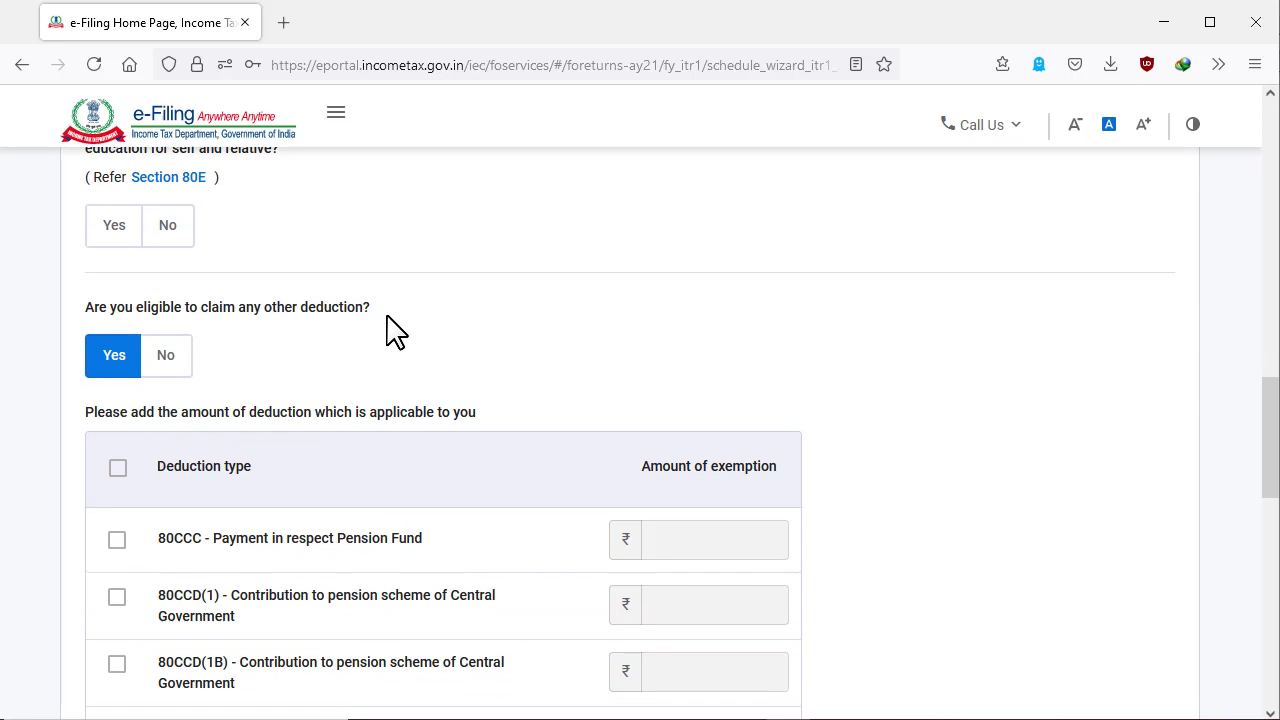 e-Filing Home Page, Income Ta
https://eportal.incometax.gov.in/iec/foservices/#/foreturns-ay21/fy_itr1/schedule_wizard_itr1_
e-Filing Anywhere Anytime
Income Tax Department, Government of India
Call Us
A-
A
A+
education for self and relative?
( Refer Section 80E )
Yes
No
Are you eligible to claim any other deduction?
Yes
No
Please add the amount of deduction which is applicable to you
Deduction type
Amount of exemption
80CCC - Payment in respect Pension Fund
₹
80CCD(1) - Contribution to pension scheme of Central
Government
₹
80CCD(1B) - Contribution to pension scheme of Central
Government
₹